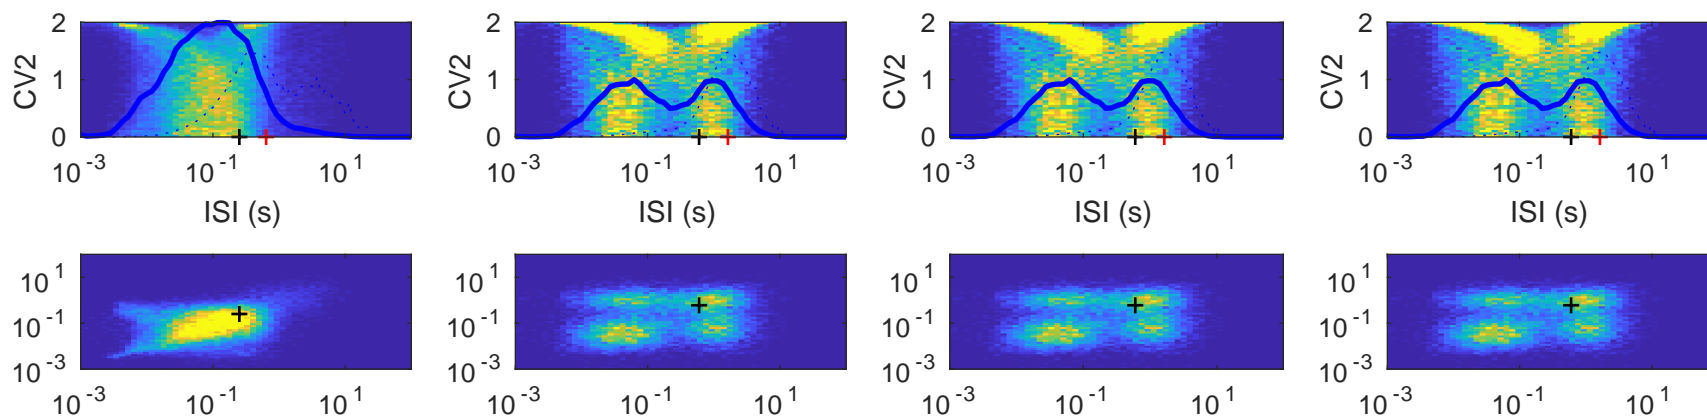 2 2 2 2
CV2 1 CV2 1 CV2 1 CV2 1
0 0 0 0
10-3 10-1 10 1 10-3 10-1 10 1 10-3 10-1 10 1 10-3 10-1 10 1
ISI (s) ISI (s) ISI (s) ISI (s)
10 1 10 1 10 1 10 1
10-1 10-1 10-1 10-1
10-3 10-3 10-3 10-3
10-3 10-1 10 1 10-3 10-1 10 1 10-3 10-1 10 1 10-3 10-1 10 1